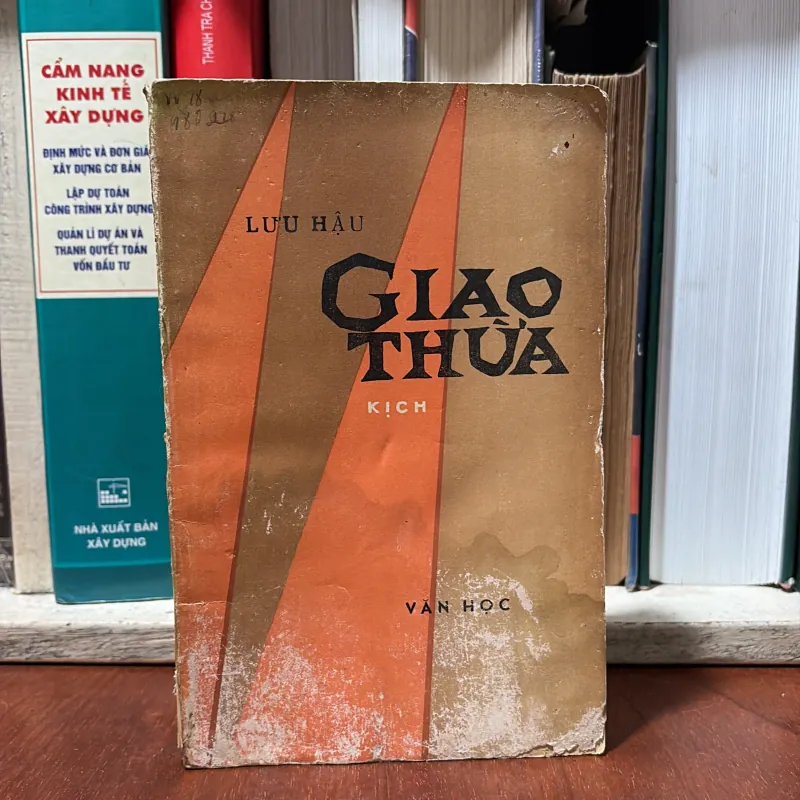 CẨM NANG
KINH TẾ
XÂY DỰNG
ĐỊNH MỨC VÀ ĐƠN GIÁ
XÂY DỰNG CƠ BẢN
LẬP DỰ TOÁN
CÔNG TRÌNH XÂY DỰNG
QUẢN LÍ DỰ ÁN VÀ
THANH QUYẾT TOÁN
VỐN ĐẦU TƯ
NHÀ XUẤT BẢN
XÂY DỰNG
THANH TRA
LƯU HẬU
GIAO
THỪA
KỊCH
VĂN HỌC